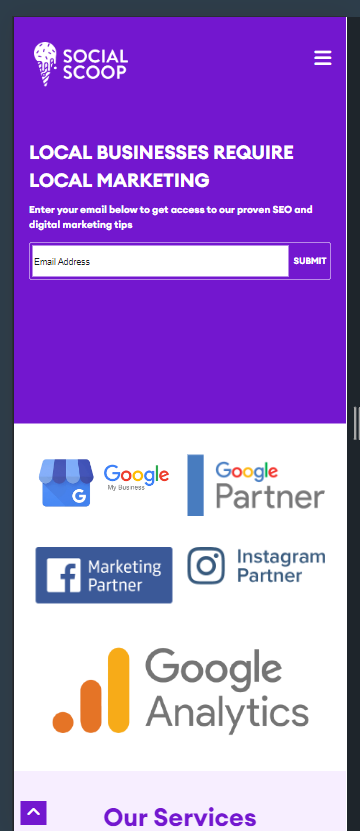 SOCIAL
SCOOP
LOCAL BUSINESSES REQUIRE
LOCAL MARKETING
Enter your email below to get access to our proven SEO and
digital marketing tips
Email Address
SUBMIT
Google
My Business
G
Google
Partner
Marketing
Partner
Instagram
Partner
Google
Analytics
Our Services